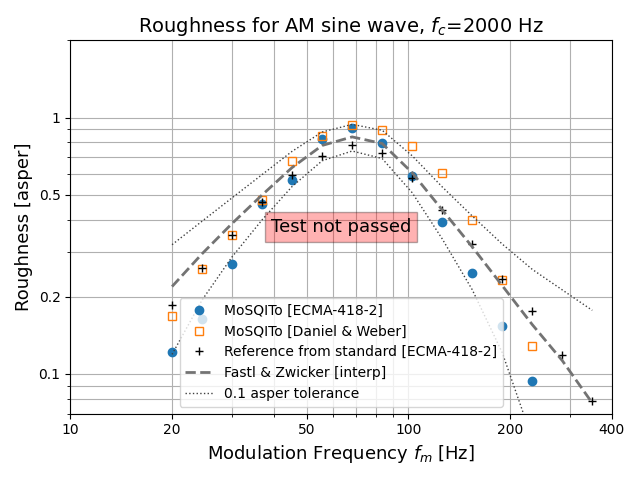 Roughness for AM sine wave, f_c=2000 Hz
Roughness [asper]
1
0.5
0.2
0.1
Test not passed
MoSQITo [ECMA-418-2]
MoSQITo [Daniel & Weber]
Reference from standard [ECMA-418-2]
Fastl & Zwicker [interp]
0.1 asper tolerance
10 20 50 100 200 400
Modulation Frequency f_m [Hz]